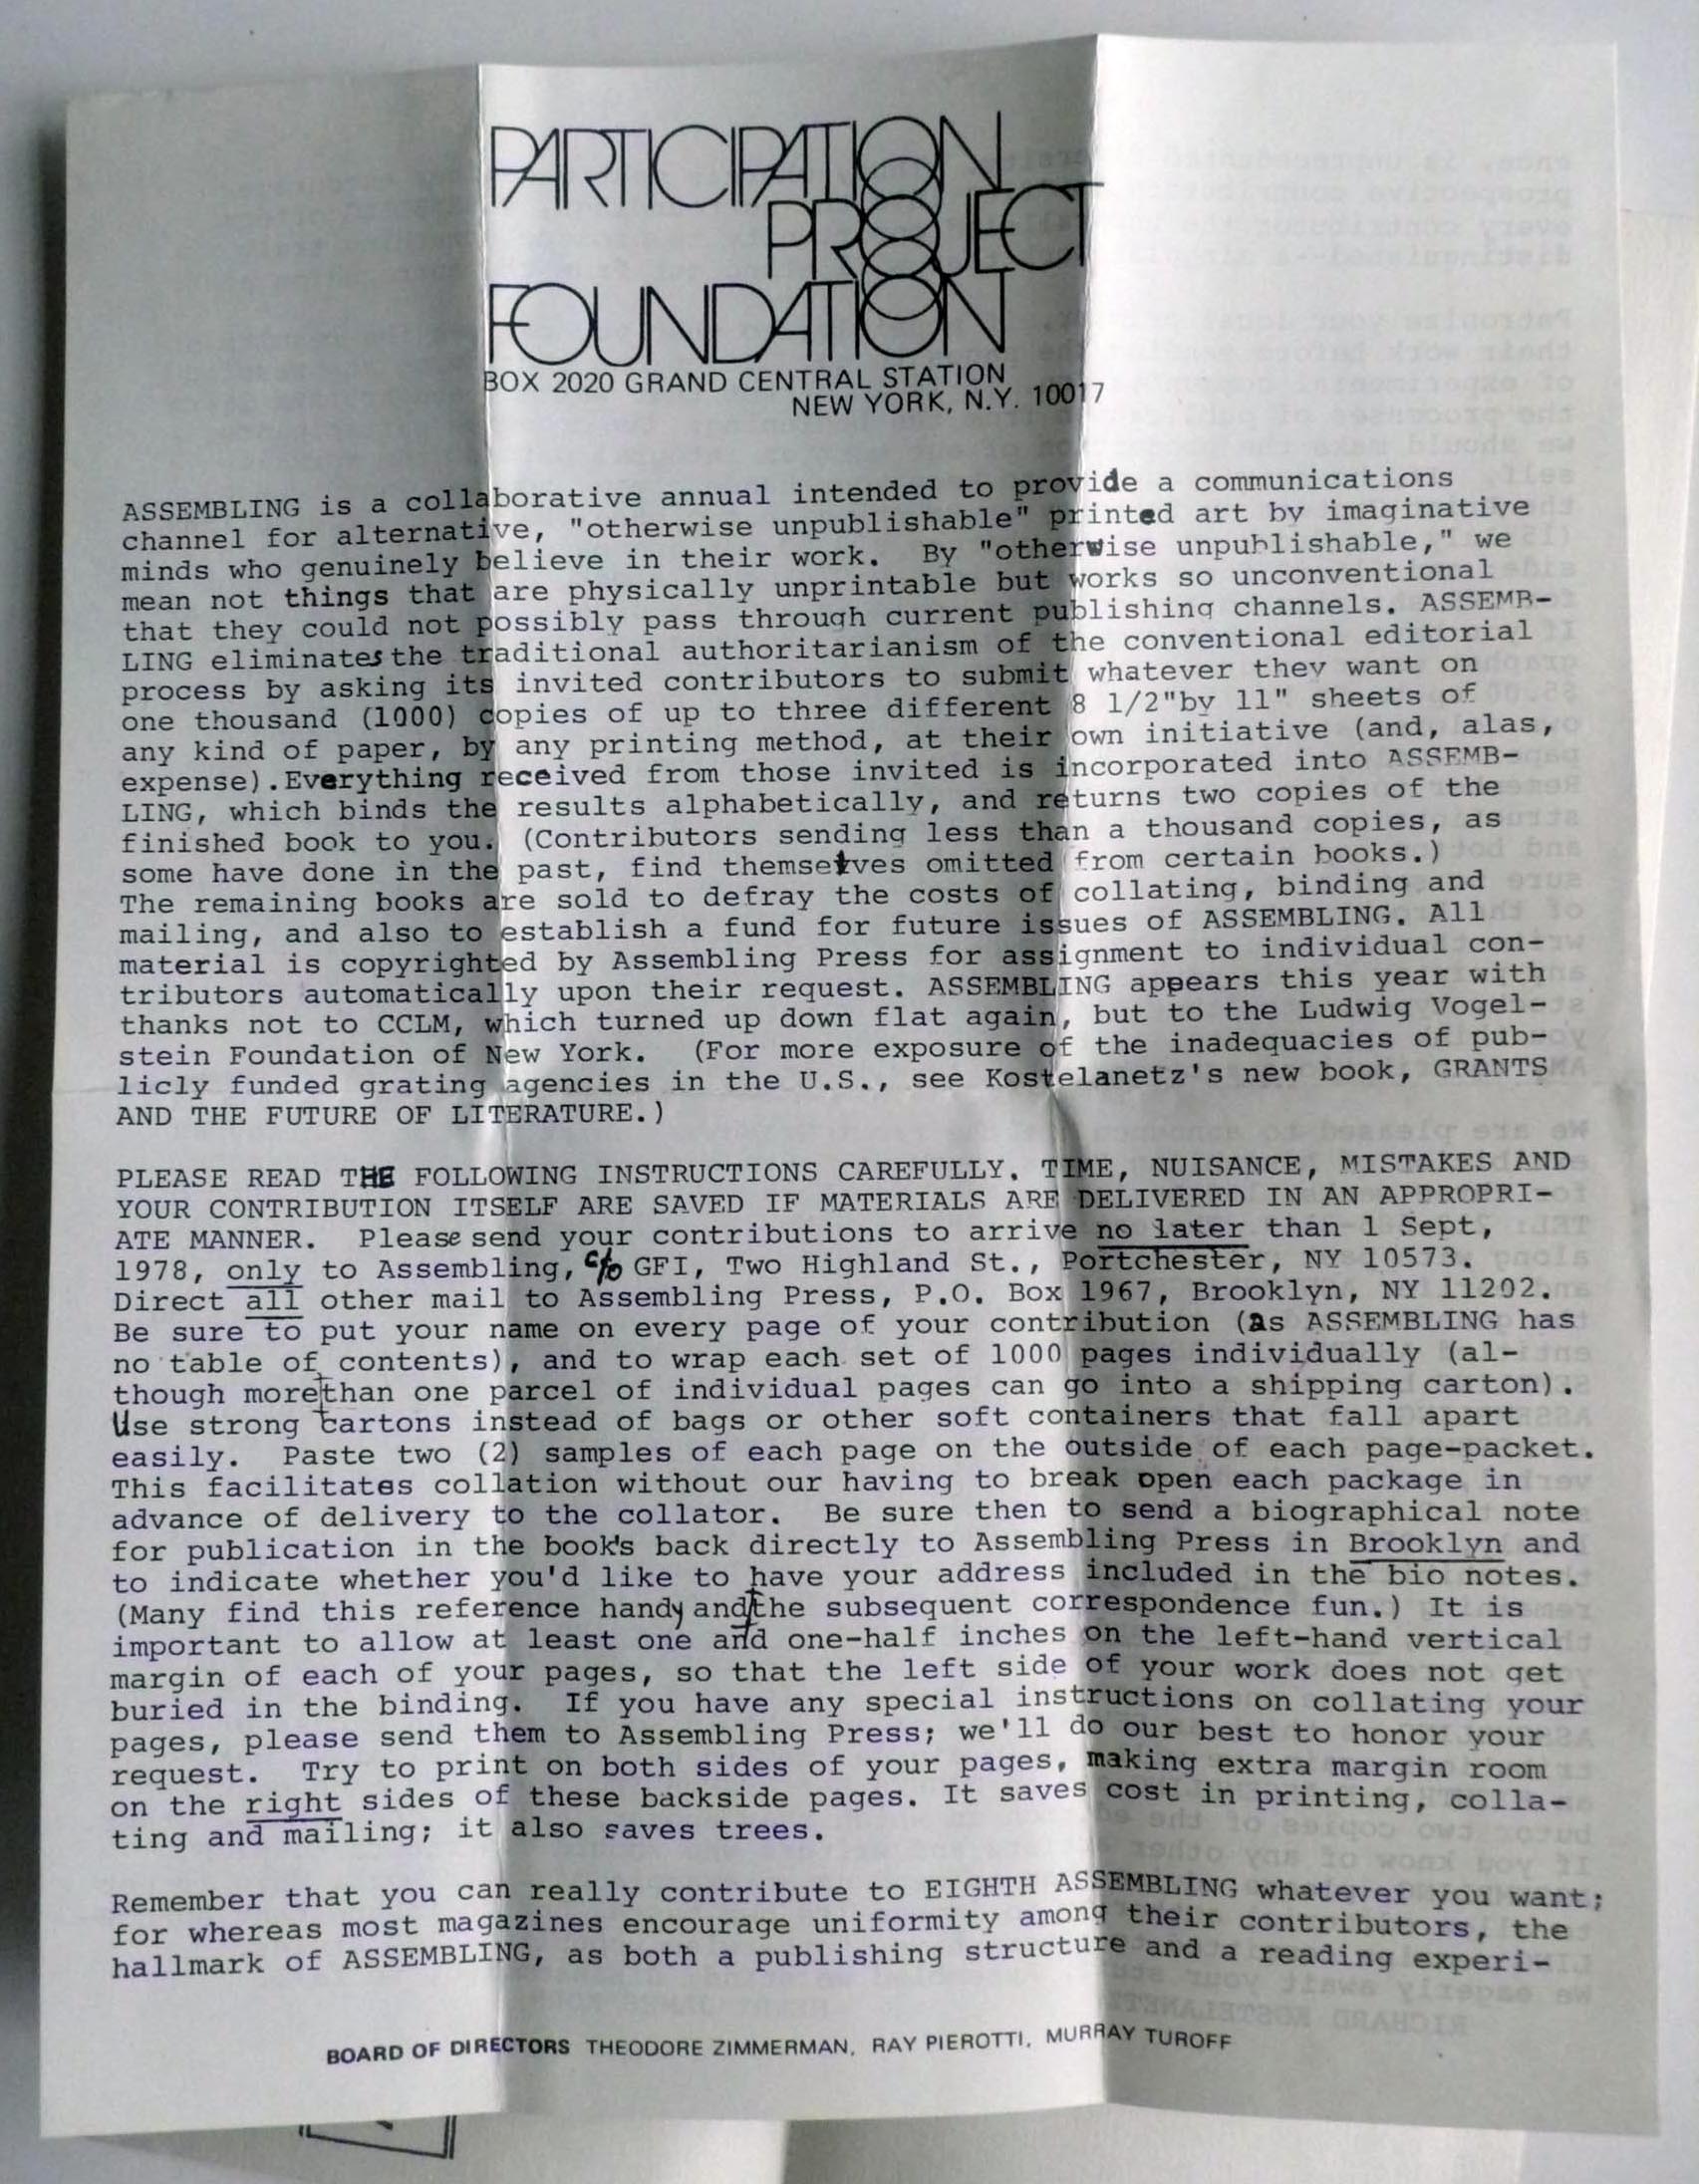 PARTICIPATION
PROJECT
FOUNDATION
BOX 2020 GRAND CENTRAL STATION
NEW YORK, N.Y. 10017
ASSEMBLING is a collaborative annual intended to provide a communications
channel for alternative, "otherwise unpublishable" printed art by imaginative
minds who genuinely believe in their work. By "otherwise unpublishable," we
mean not things that are physically unprintable but works so unconventional
that they could not possibly pass through current publishing channels. ASSEMB-
LING eliminates the traditional authoritarianism of the conventional editorial
process by asking its invited contributors to submit whatever they want on
one thousand (1000) copies of up to three different 8 1/2"by 11" sheets of
any kind of paper, by any printing method, at their own initiative (and, alas,
expense).Everything received from those invited is incorporated into ASSEMB-
LING, which binds the results alphabetically, and returns two copies of the
finished book to you. (Contributors sending less than a thousand copies, as
some have done in the past, find themselves omitted from certain books.)
The remaining books are sold to defray the costs of collating, binding and
mailing, and also to establish a fund for future issues of ASSEMBLING. All
material is copyrighted by Assembling Press for assignment to individual con-
tributors automatically upon their request. ASSEMBLING appears this year with
thanks not to CCLM, which turned up down flat again, but to the Ludwig Vogel-
stein Foundation of New York. (For more exposure of the inadequacies of pub-
licly funded grating agencies in the U.S., see Kostelanetz's new book, GRANTS
AND THE FUTURE OF LITERATURE.)
PLEASE READ THE FOLLOWING INSTRUCTIONS CAREFULLY. TIME, NUISANCE, MISTAKES AND
YOUR CONTRIBUTION ITSELF ARE SAVED IF MATERIALS ARE DELIVERED IN AN APPROPRI-
ATE MANNER. Please send your contributions to arrive no later than 1 Sept,
1978, only to Assembling, c/o GFI, Two Highland St., Portchester, NY 10573.
Direct all other mail to Assembling Press, P.O. Box 1967, Brooklyn, NY 11202.
Be sure to put your name on every page of your contribution (as ASSEMBLING has
no table of contents), and to wrap each set of 1000 pages individually (al-
though more than one parcel of individual pages can go into a shipping carton).
Use strong cartons instead of bags or other soft containers that fall apart
easily. Paste two (2) samples of each page on the outside of each page-packet.
This facilitates collation without our having to break open each package in
advance of delivery to the collator. Be sure then to send a biographical note
for publication in the book's back directly to Assembling Press in Brooklyn and
to indicate whether you'd like to have your address included in the bio notes.
(Many find this reference handy and the subsequent correspondence fun.) It is
important to allow at least one and one-half inches on the left-hand vertical
margin of each of your pages, so that the left side of your work does not get
buried in the binding. If you have any special instructions on collating your
pages, please send them to Assembling Press; we'll do our best to honor your
request. Try to print on both sides of your pages, making extra margin room
on the right sides of these backside pages. It saves cost in printing, colla-
ting and mailing; it also saves trees.
Remember that you can really contribute to EIGHTH ASSEMBLING whatever you want;
for whereas most magazines encourage uniformity among their contributors, the
hallmark of ASSEMBLING, as both a publishing structure and a reading experi-
BOARD OF DIRECTORS THEODORE ZIMMERMAN, RAY PIEROTTI, MURRAY TUROFF